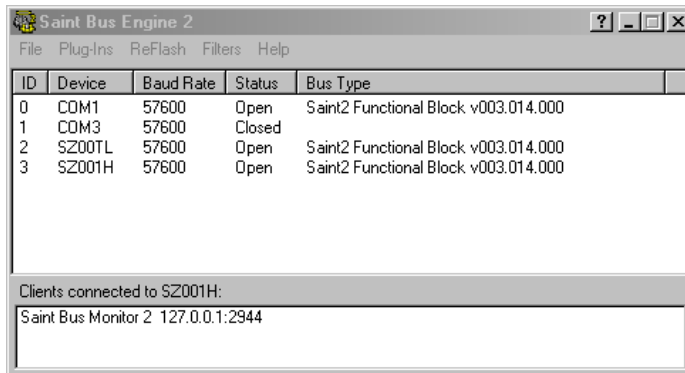 Saint Bus Engine 2
File Plug-Ins ReFlash Filters Help
ID Device Baud Rate Status Bus Type
0 COM1 57600 Open Saint2 Functional Block v003.014.000
1 COM3 57600 Closed
2 SZ00TL 57600 Open Saint2 Functional Block v003.014.000
3 SZ001H 57600 Open Saint2 Functional Block v003.014.000
Clients connected to SZ001H:
Saint Bus Monitor 2 127.0.0.1:2944